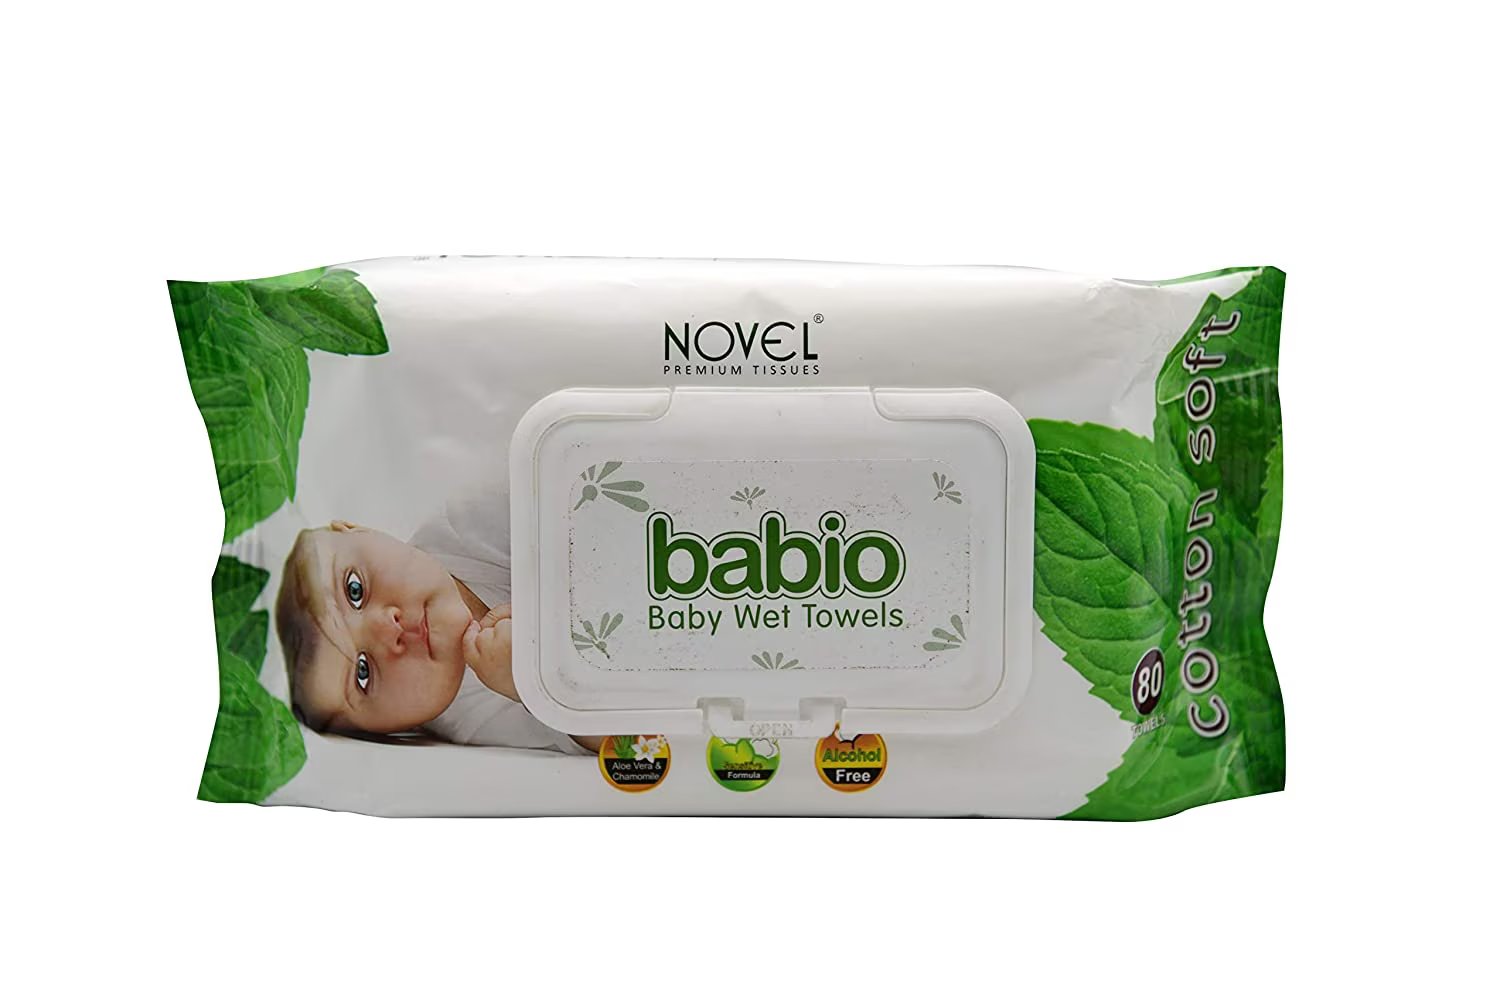 NOVEL®
PREMIUM TISSUES
babio
Baby Wet Towels
OPEN
Aloe Vera &
Chamomile
Formula
Alcohol
Free
80
TOWELS
cotton soft